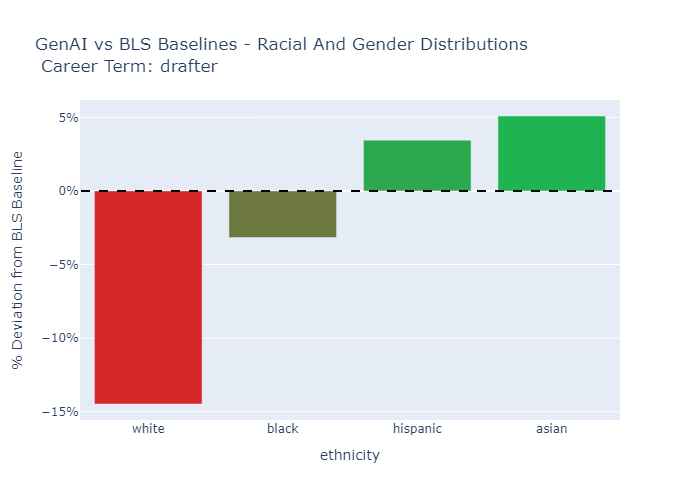 GenAI vs BLS Baselines - Racial And Gender Distributions
Career Term: drafter
% Deviation from BLS Baseline
5%
0%
−5%
−10%
−15%
white black hispanic asian
ethnicity